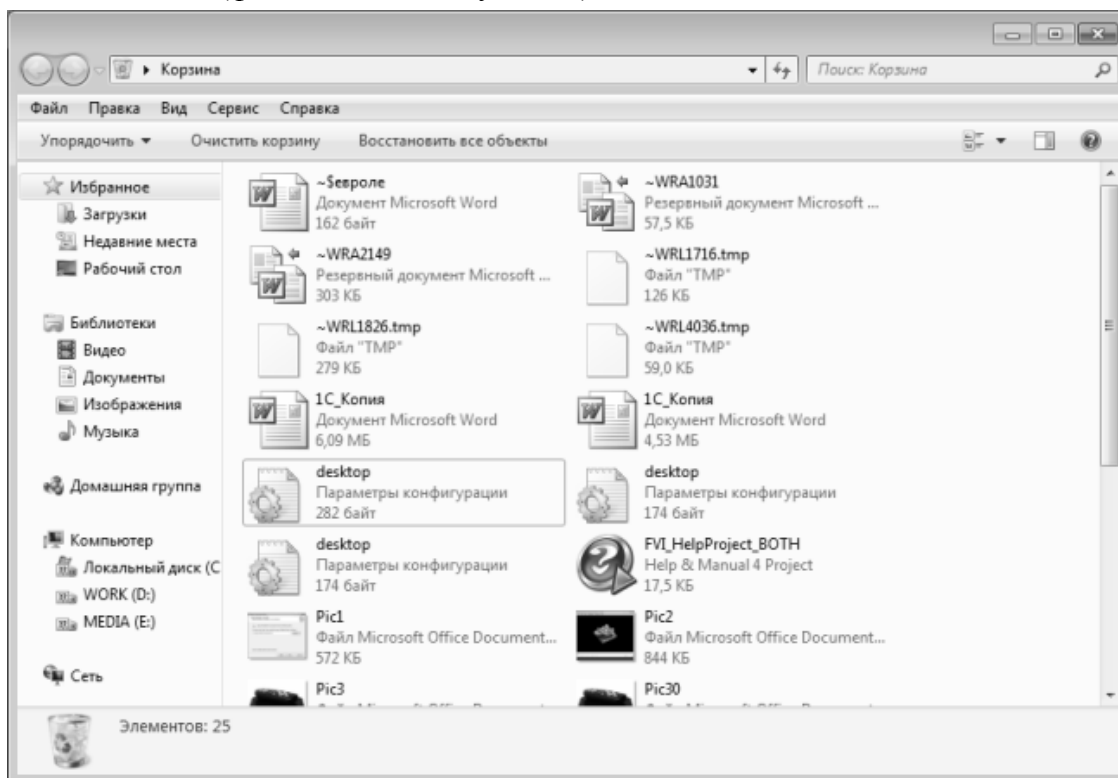 Корзина
Поиск: Корзина
Файл Правка Вид Сервис Справка
Упорядочить Очистить корзину Восстановить все объекты
Избранное
Загрузки
Недавние места
Рабочий стол
Библиотеки
Видео
Документы
Изображения
Музыка
Домашняя группа
Компьютер
Локальный диск (C
WORK (D:)
MEDIA (E:)
Сеть
~$евроле
Документ Microsoft Word
162 байт
~WRA1031
Резервный документ Microsoft ...
57,5 КБ
~WRA2149
Резервный документ Microsoft ...
303 КБ
~WRL1716.tmp
Файл "TMP"
126 КБ
~WRL1826.tmp
Файл "TMP"
279 КБ
~WRL4036.tmp
Файл "TMP"
59,0 КБ
1С_Копия
Документ Microsoft Word
6,09 МБ
1С_Копия
Документ Microsoft Word
4,53 МБ
desktop
Параметры конфигурации
282 байт
desktop
Параметры конфигурации
174 байт
desktop
Параметры конфигурации
174 байт
FVI_HelpProject_BOTH
Help & Manual 4 Project
17,5 КБ
Pic1
Файл Microsoft Office Document...
572 КБ
Pic2
Файл Microsoft Office Document...
844 КБ
Pic3
Pic30
Элементов: 25